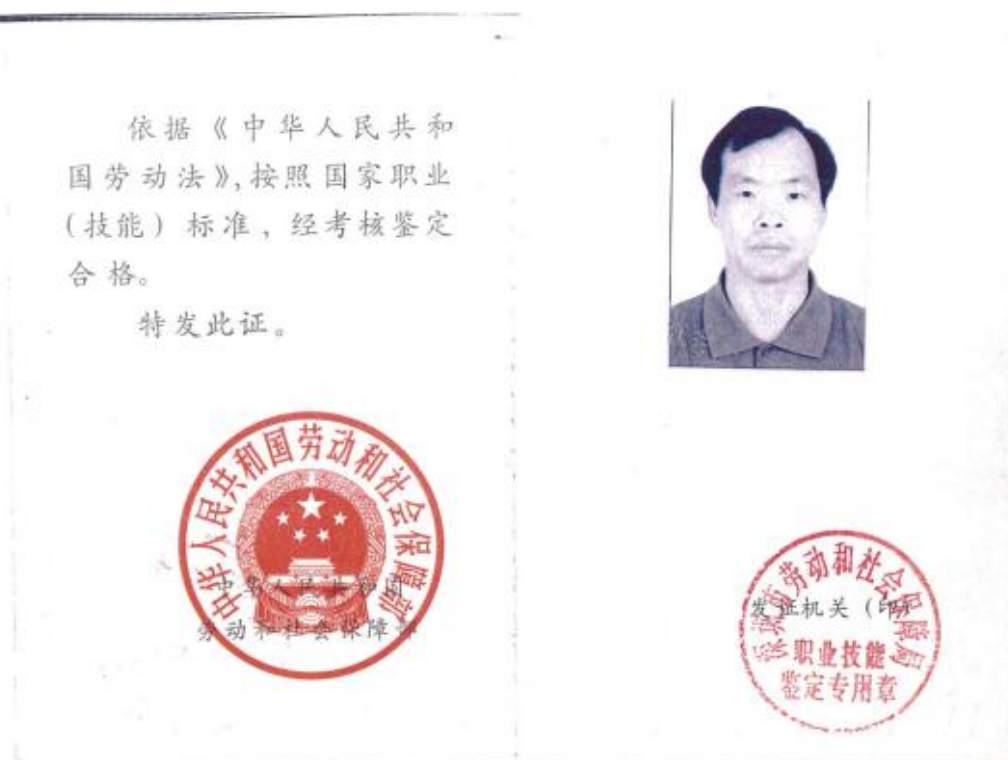 依据《中华人民共和
国劳动法》,按照国家职业
(技能)标准,经考核鉴定
合格。
特发此证。
中华人民共和国劳动和社会保障部
中华人民共和国
劳动和社会保障部
深圳市劳动和社会保障局
发证机关(印)
职业技能
鉴定专用章